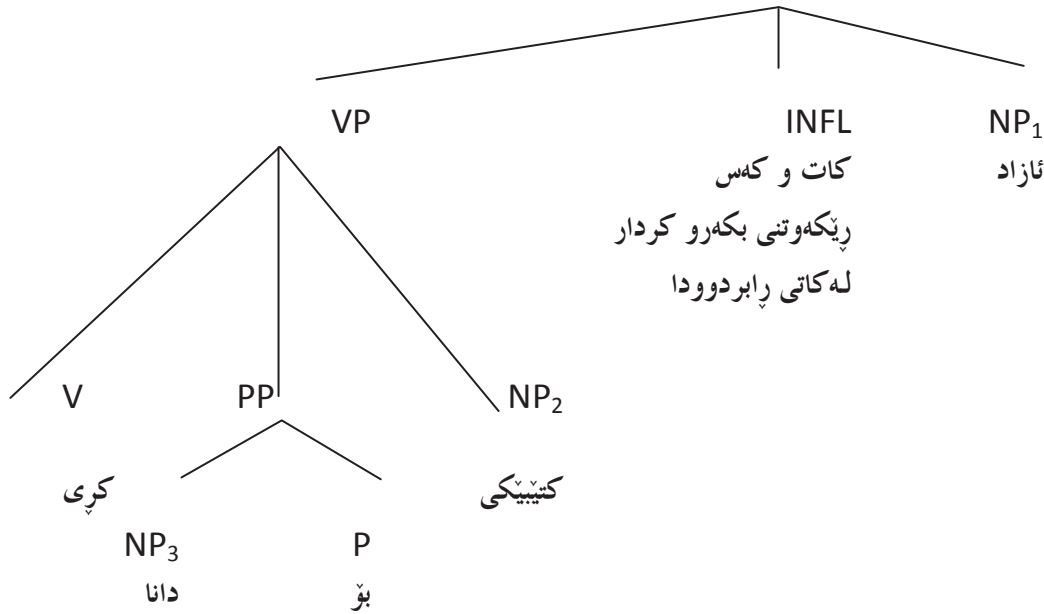 NP₁ INFL VP
ئازاد کات و کەس
ڕێکەوتنی بکەرو کردار
لەکاتی ڕابردوودا
NP₂ PP V
کتێبێکی کڕی
P NP₃
بۆ دانا